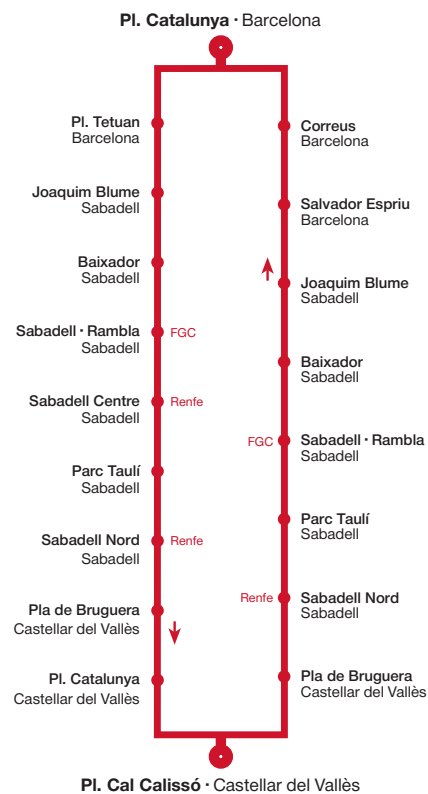 Pl. Catalunya · Barcelona
Pl. Tetuan
Barcelona
Joaquim Blume
Sabadell
Baixador
Sabadell
Sabadell · Rambla FGC
Sabadell
Sabadell Centre Renfe
Sabadell
Parc Taulí
Sabadell
Sabadell Nord Renfe
Sabadell
Pla de Bruguera
Castellar del Vallès
Pl. Catalunya
Castellar del Vallès
Correus
Barcelona
Salvador Espriu
Barcelona
Joaquim Blume
Sabadell
Baixador
Sabadell
FGC Sabadell · Rambla
Sabadell
Parc Taulí
Sabadell
Renfe Sabadell Nord
Sabadell
Pla de Bruguera
Castellar del Vallès
Pl. Cal Calissó · Castellar del Vallès